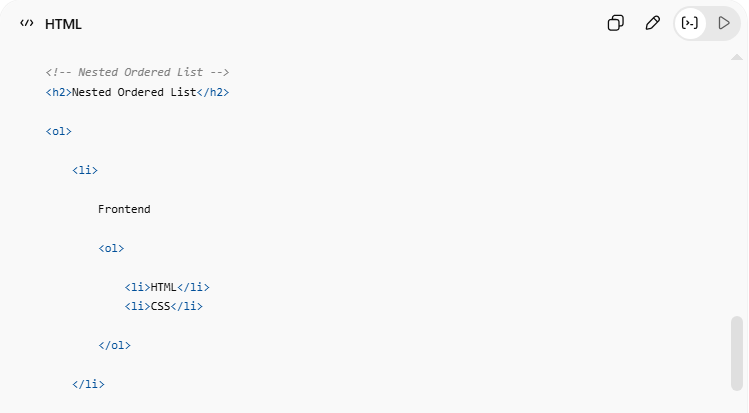 HTML
<!-- Nested Ordered List -->
<h2>Nested Ordered List</h2>
<ol>
<li>
Frontend
<ol>
<li>HTML</li>
<li>CSS</li>
</ol>
</li>